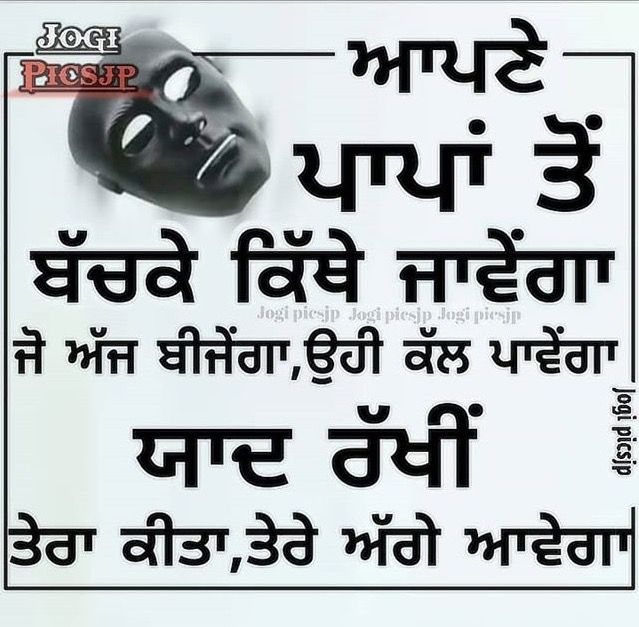 JOGI
PICSJP
ਆਪਣੇ
ਪਾਪਾਂ ਤੋਂ
ਬੱਚਕੇ ਕਿੱਥੇ ਜਾਵੇਂਗਾ
Jogi picsjp Jogi picsjp Jogi picsjp
ਜੋ ਅੱਜ ਬੀਜੇਂਗਾ,ਉਹੀ ਕੱਲ ਪਾਵੇਂਗਾ
Jogi picsjp
ਯਾਦ ਰੱਖੀਂ
ਤੇਰਾ ਕੀਤਾ,ਤੇਰੇ ਅੱਗੇ ਆਵੇਗਾ